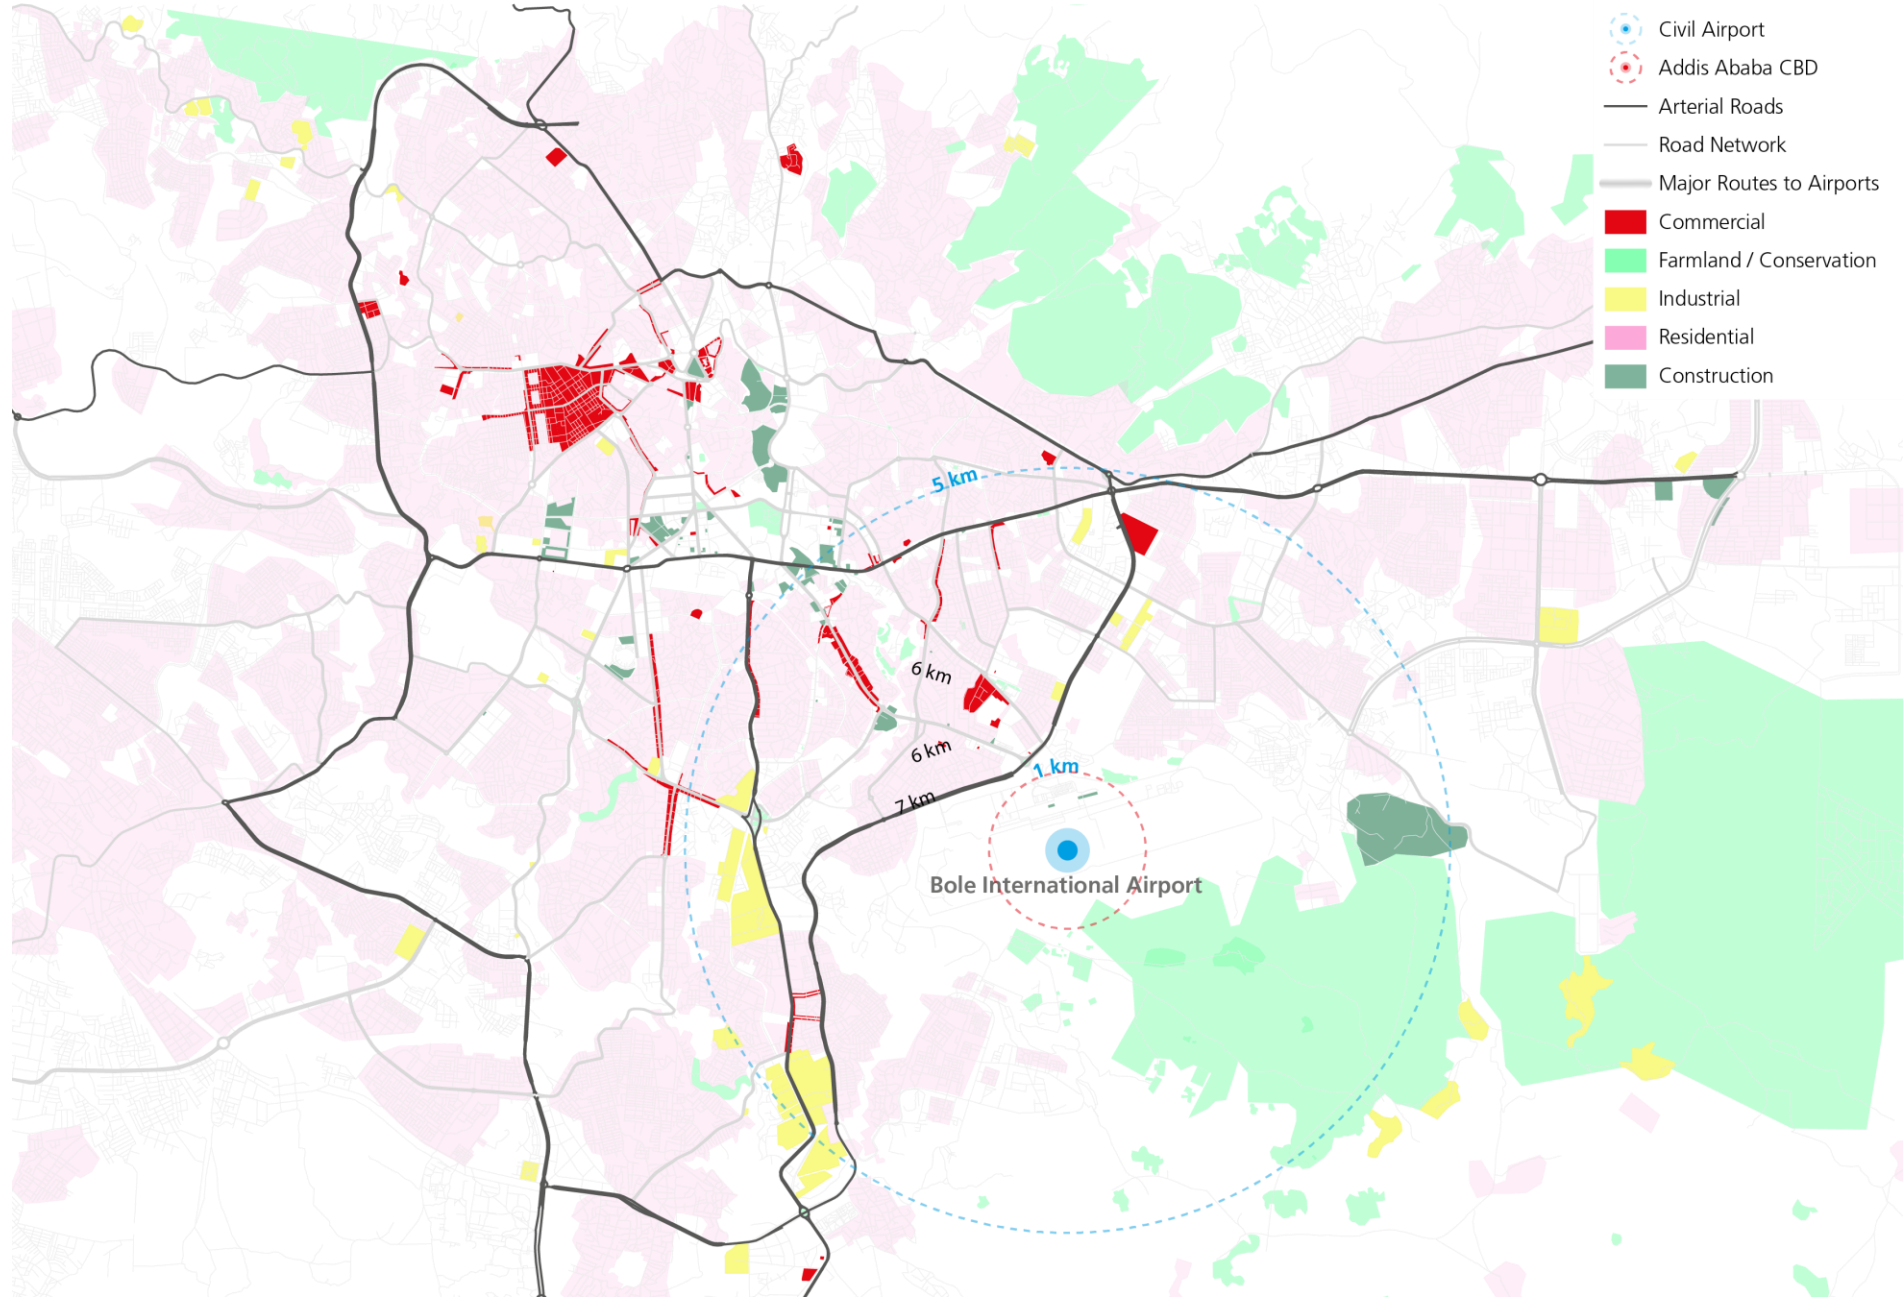 Civil Airport
Addis Ababa CBD
Arterial Roads
Road Network
Major Routes to Airports
Commercial
Farmland / Conservation
Industrial
Residential
Construction
5 km
6 km
6 km
1 km
7 km
Bole International Airport